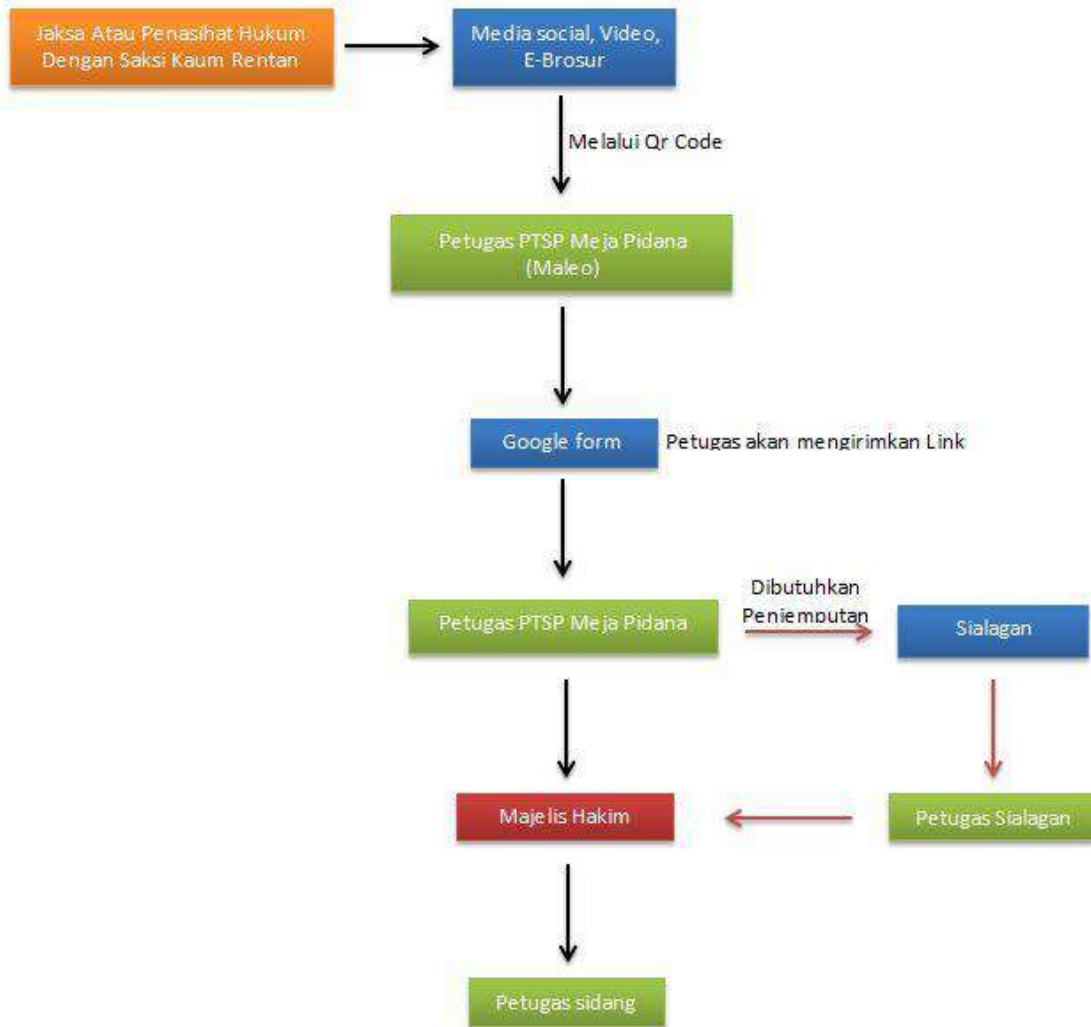 Jaksa Atau Penasihat Hukum
Dengan Saksi Kaum Rentan
Media social, Video,
E-Brosur
Melalui Qr Code
Petugas PTSP Meja Pidana
(Maleo)
Google form
Petugas akan mengirimkan Link
Petugas PTSP Meja Pidana
Dibutuhkan
Penjemputan
Sialagan
Majelis Hakim
Petugas Sialagan
Petugas sidang